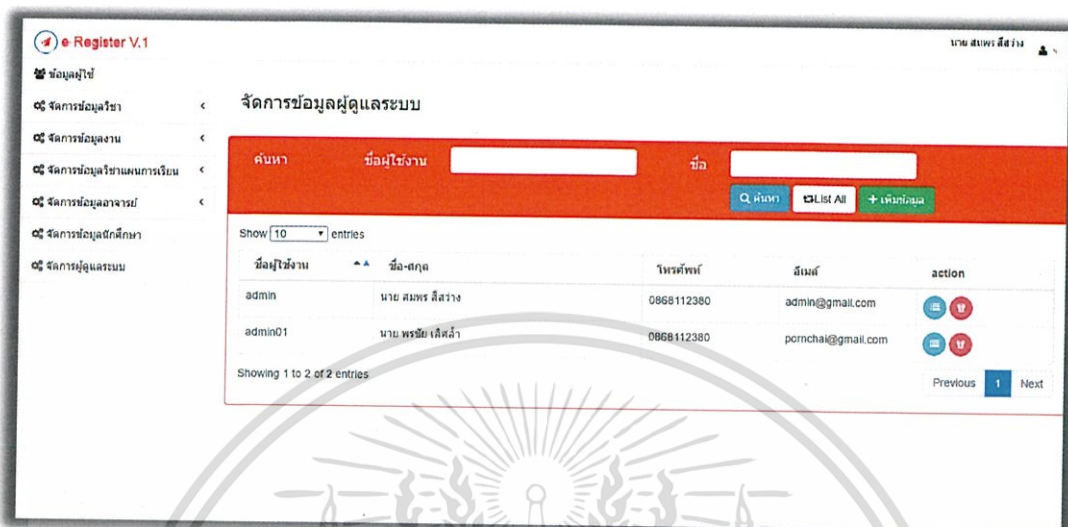 e-Register V.1
นาย สมพร สีสว่าง
ข้อมูลผู้ใช้
จัดการข้อมูลวิชา
จัดการข้อมูลงาน
จัดการข้อมูลวิชาแผนการเรียน
จัดการข้อมูลอาจารย์
จัดการข้อมูลนักศึกษา
จัดการผู้ดูแลระบบ
จัดการข้อมูลผู้ดูแลระบบ
ค้นหา ชื่อผู้ใช้งาน ชื่อ
ค้นหา List All + เพิ่มข้อมูล
Show 10 entries
ชื่อผู้ใช้งาน ชื่อ-สกุล โทรศัพท์ อีเมล์ action
admin นาย สมพร สีสว่าง 0868112380 admin@gmail.com
admin01 นาย พรชัย เลิศล้ำ 0868112380 pornchai@gmail.com
Showing 1 to 2 of 2 entries
Previous 1 Next